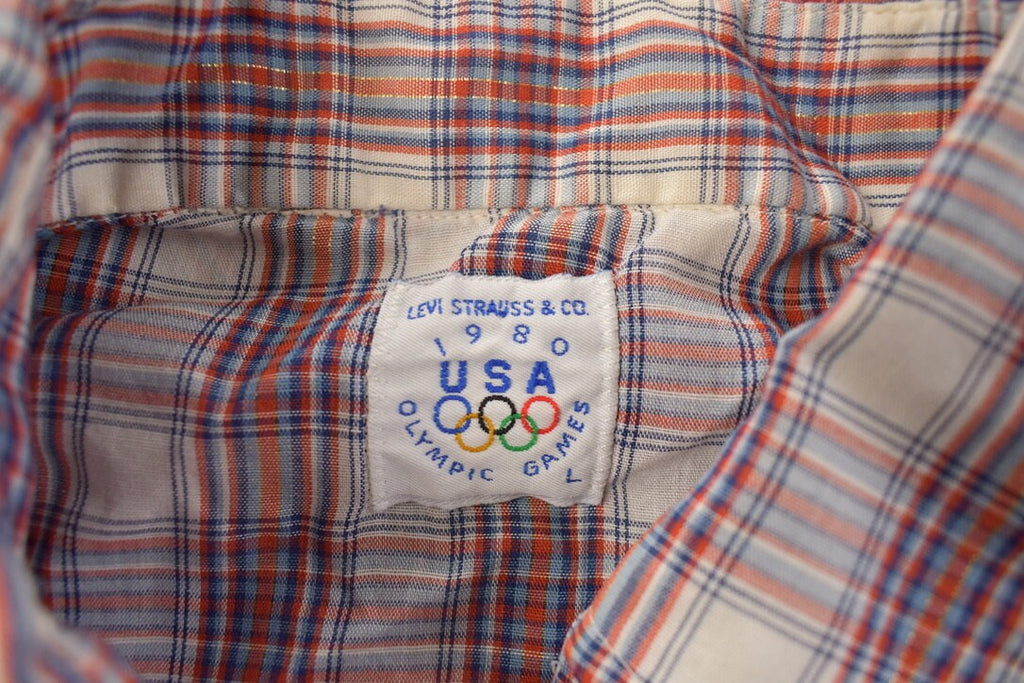 LEVI STRAUSS & CO.
1980
USA
OLYMPIC GAMES
L